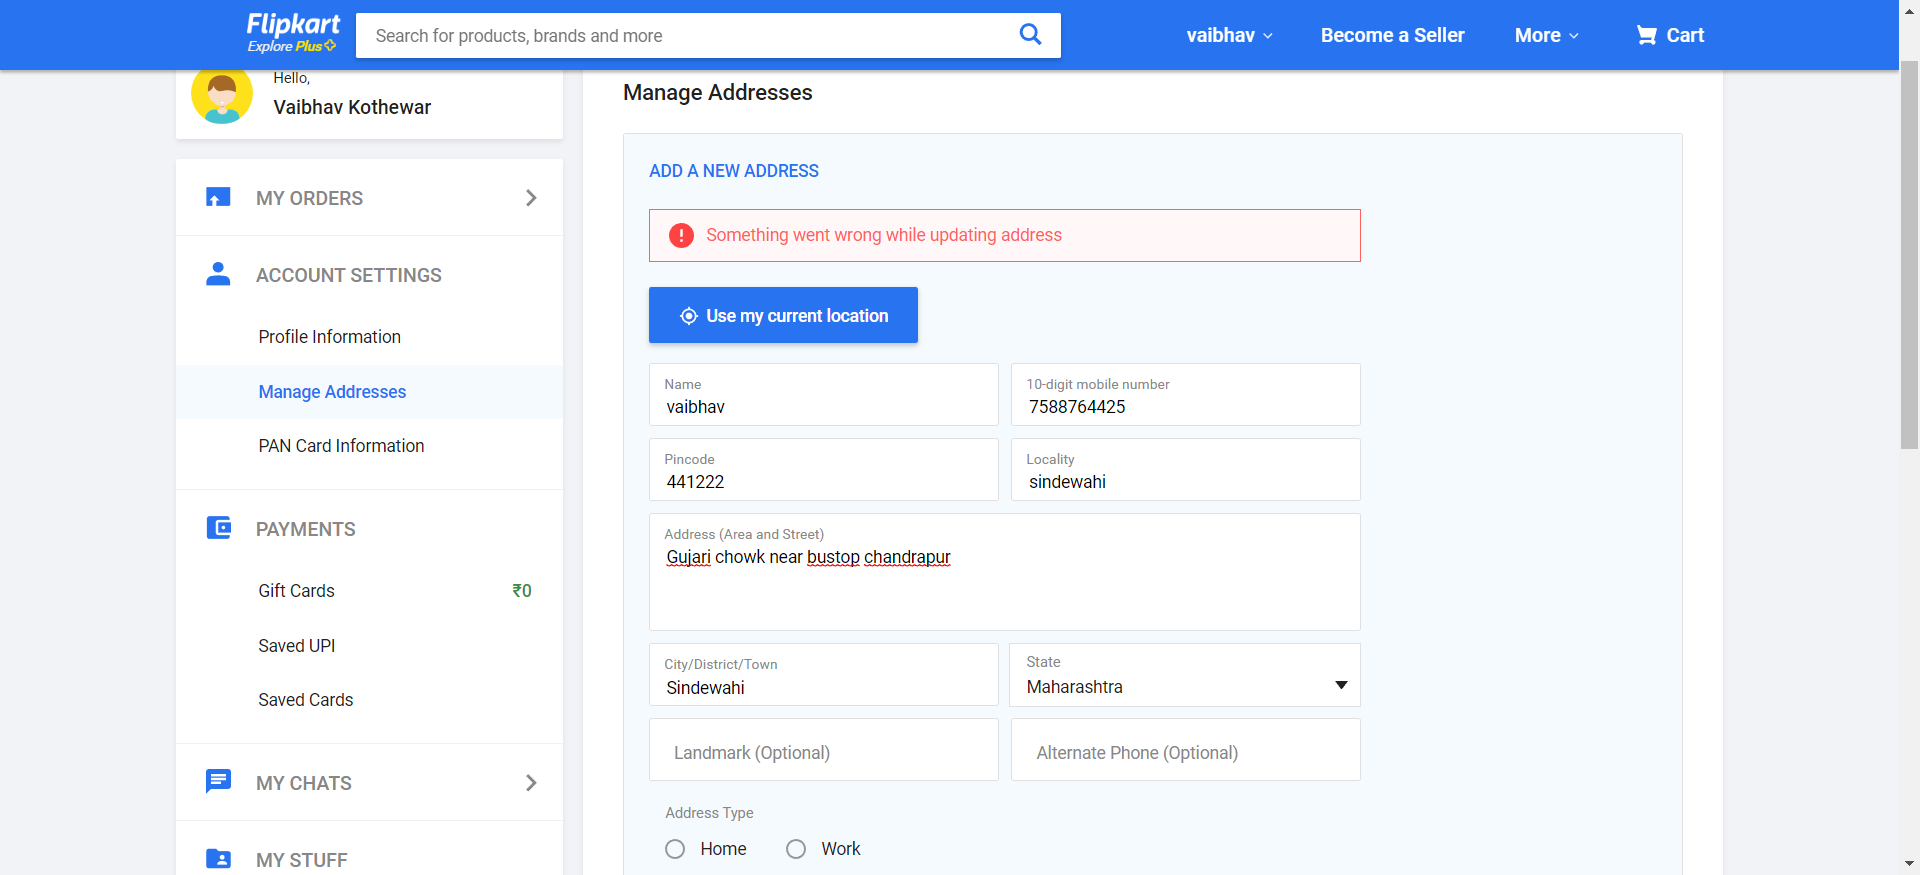 Flipkart
Explore Plus
Search for products, brands and more
vaibhav
Become a Seller
More
Cart
Hello,
Vaibhav Kothewar
MY ORDERS
ACCOUNT SETTINGS
Profile Information
Manage Addresses
PAN Card Information
PAYMENTS
Gift Cards ₹0
Saved UPI
Saved Cards
MY CHATS
MY STUFF
Manage Addresses
ADD A NEW ADDRESS
Something went wrong while updating address
Use my current location
Name
vaibhav
10-digit mobile number
7588764425
Pincode
441222
Locality
sindewahi
Address (Area and Street)
Gujari chowk near bustop chandrapur
City/District/Town
Sindewahi
State
Maharashtra
Landmark (Optional)
Alternate Phone (Optional)
Address Type
Home
Work